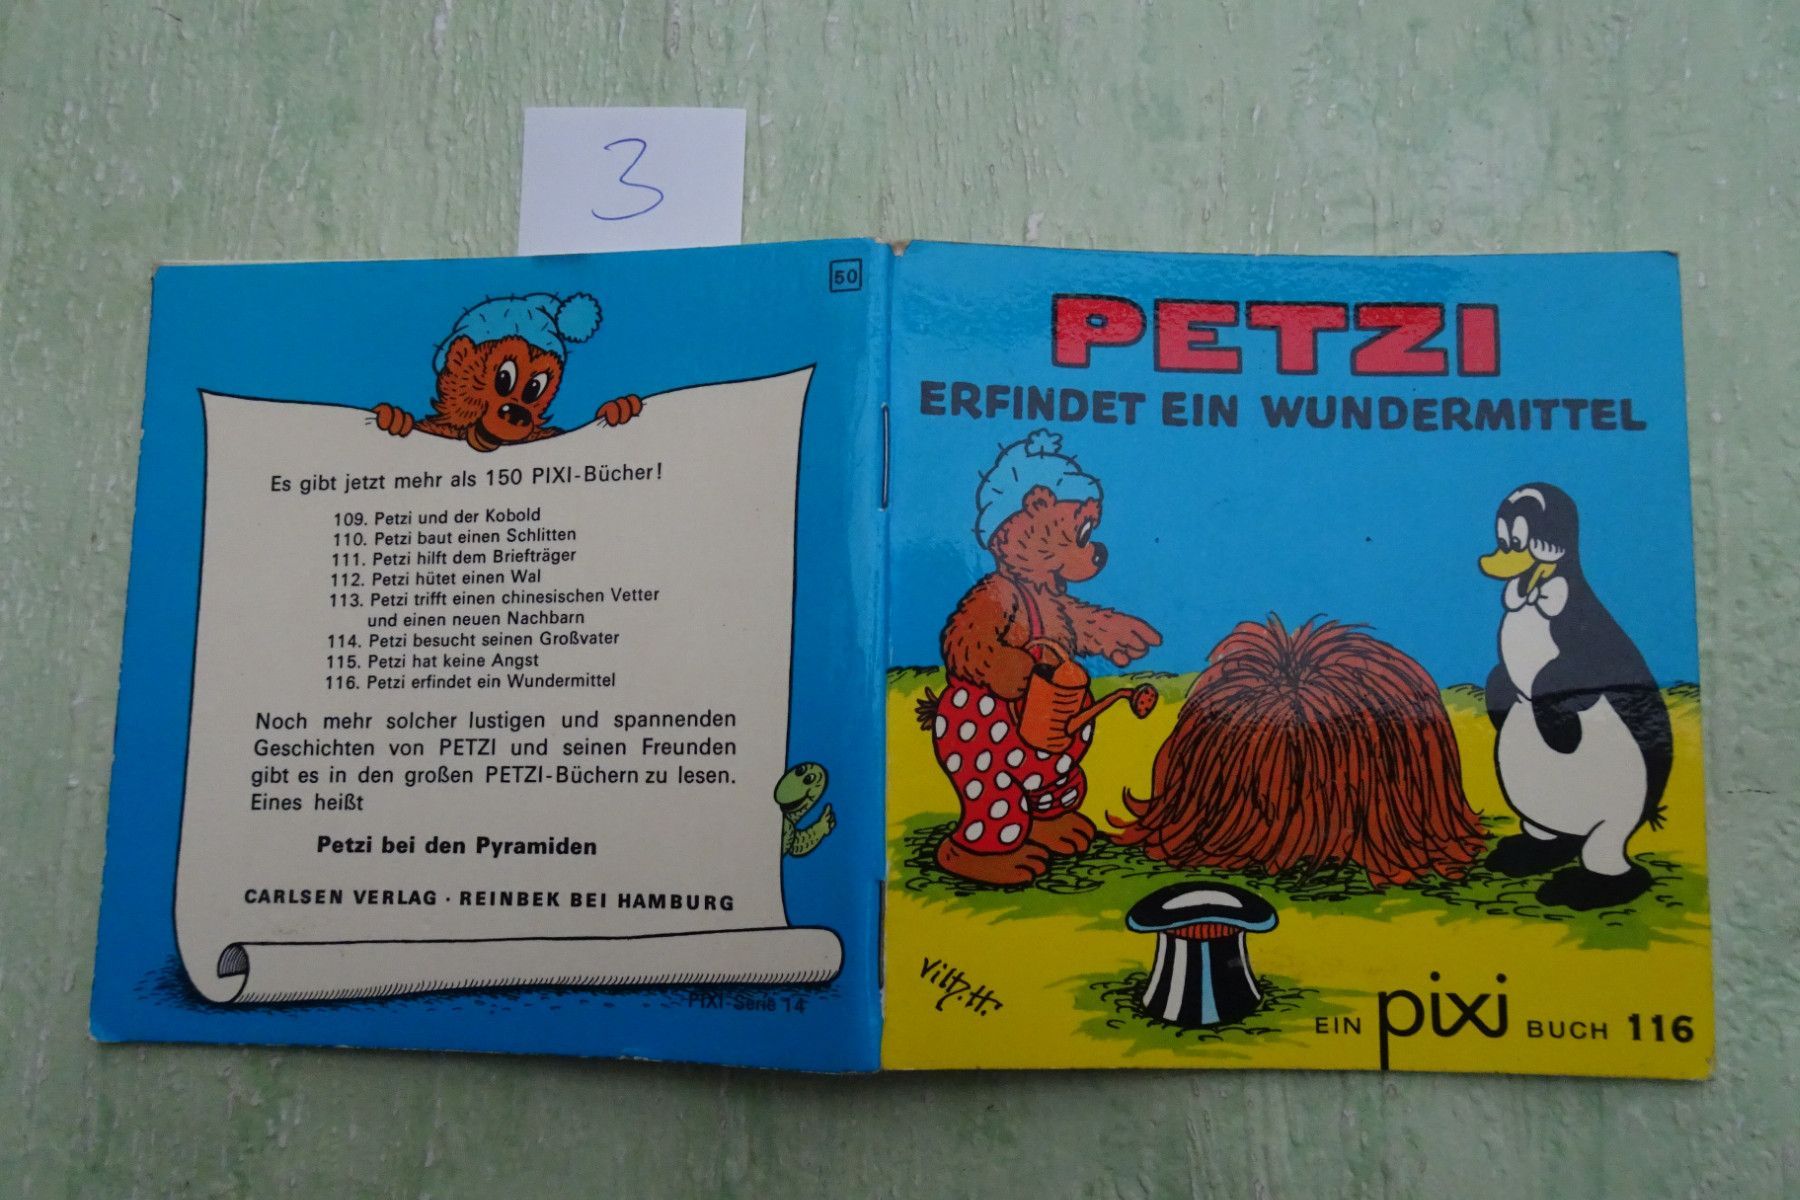 3
50
Es gibt jetzt mehr als 150 PIXI-Bücher!
109. Petzi und der Kobold
110. Petzi baut einen Schlitten
111. Petzi hilft dem Briefträger
112. Petzi hütet einen Wal
113. Petzi trifft einen chinesischen Vetter
und einen neuen Nachbarn
114. Petzi besucht seinen Großvater
115. Petzi hat keine Angst
116. Petzi erfindet ein Wundermittel
Noch mehr solcher lustigen und spannenden
Geschichten von PETZI und seinen Freunden
gibt es in den großen PETZI-Büchern zu lesen.
Eines heißt
Petzi bei den Pyramiden
CARLSEN VERLAG · REINBEK BEI HAMBURG
PIXI-Serie 14
PETZI
ERFINDET EIN WUNDERMITTEL
Vilh. H.
EIN pixi BUCH 116